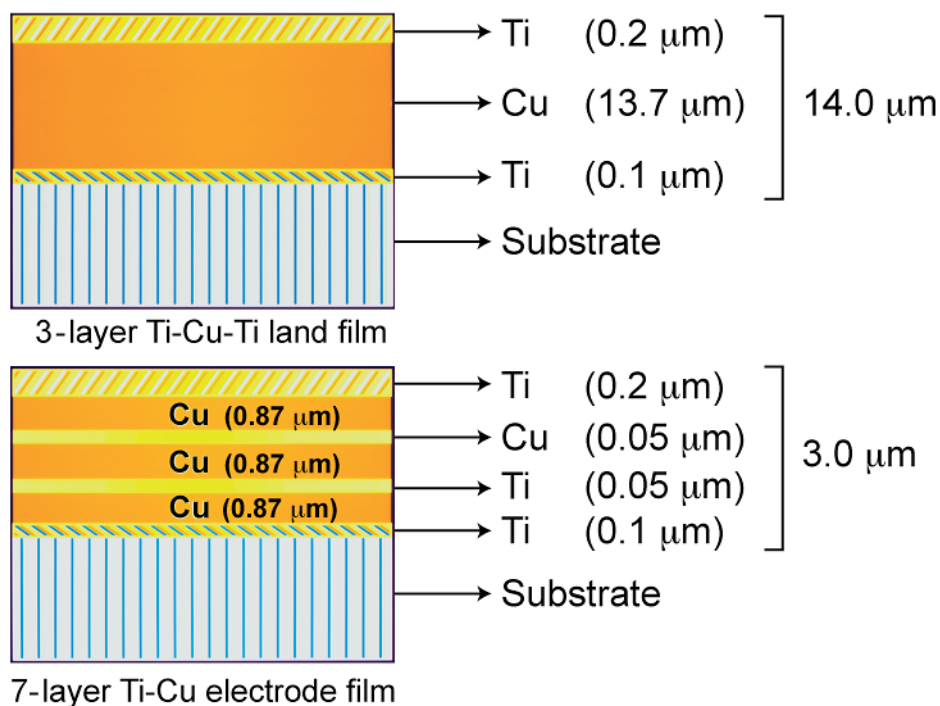 Ti (0.2 μm)
Cu (13.7 μm) 14.0 μm
Ti (0.1 μm)
Substrate
3-layer Ti-Cu-Ti land film
Ti (0.2 μm)
Cu (0.87 μm)
Cu (0.05 μm)
Cu (0.87 μm) 3.0 μm
Ti (0.05 μm)
Cu (0.87 μm)
Ti (0.1 μm)
Substrate
7-layer Ti-Cu electrode film